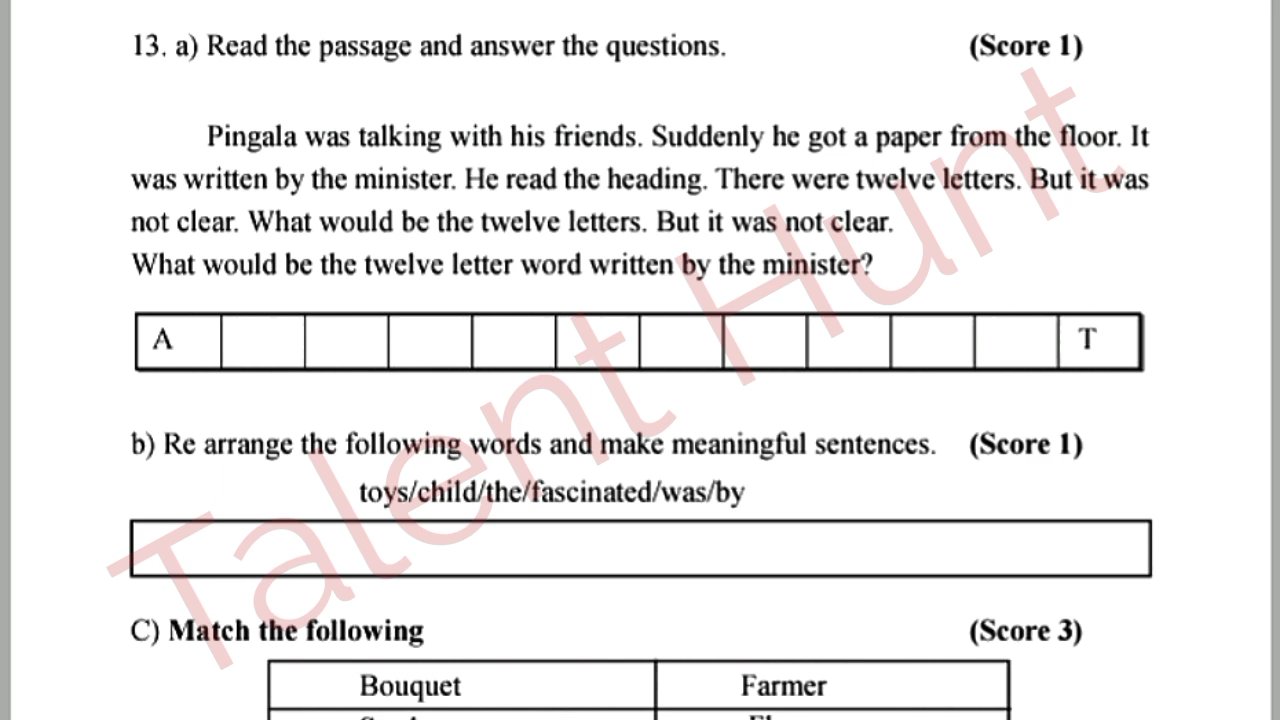 13. a) Read the passage and answer the questions. (Score 1)
Pingala was talking with his friends. Suddenly he got a paper from the floor. It
was written by the minister. He read the heading. There were twelve letters. But it was
not clear. What would be the twelve letters. But it was not clear.
What would be the twelve letter word written by the minister?
A T
b) Re arrange the following words and make meaningful sentences. (Score 1)
toys/child/the/fascinated/was/by
C) Match the following (Score 3)
Bouquet Farmer
Talent Hunt